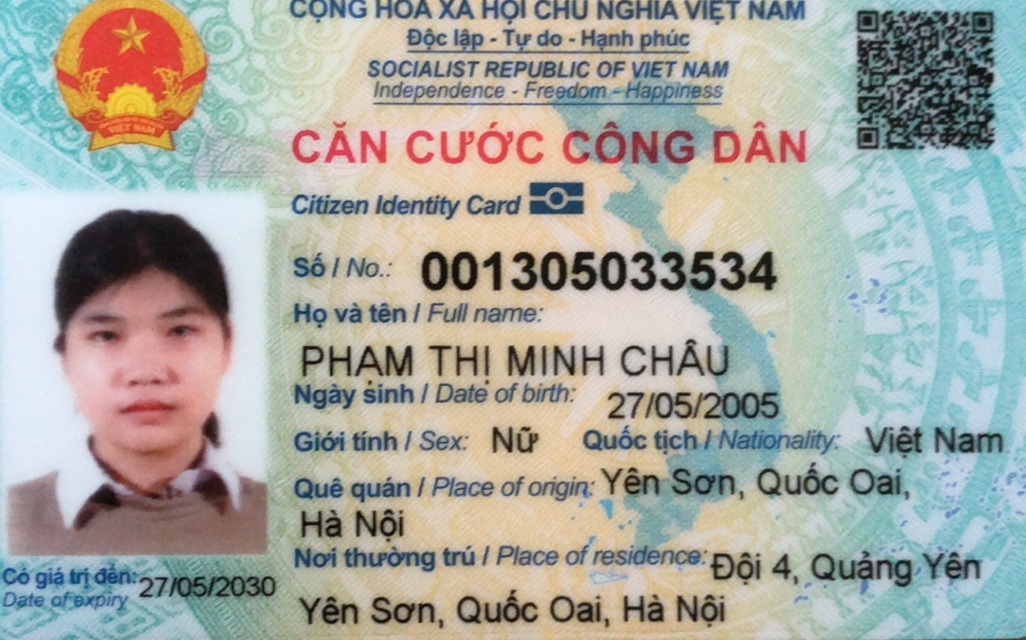 CỘNG HÒA XÃ HỘI CHỦ NGHĨA VIỆT NAM
Độc lập - Tự do - Hạnh phúc
SOCIALIST REPUBLIC OF VIET NAM
Independence - Freedom - Happiness
CĂN CƯỚC CÔNG DÂN
Citizen Identity Card
Số / No.: 001305033534
Họ và tên / Full name:
PHẠM THỊ MINH CHÂU
Ngày sinh / Date of birth: 27/05/2005
Giới tính / Sex: Nữ Quốc tịch / Nationality: Việt Nam
Quê quán / Place of origin: Yên Sơn, Quốc Oai,
Hà Nội
Nơi thường trú / Place of residence: Đội 4, Quảng Yên
Yên Sơn, Quốc Oai, Hà Nội
Có giá trị đến: 27/05/2030
Date of expiry
VIỆT NAM